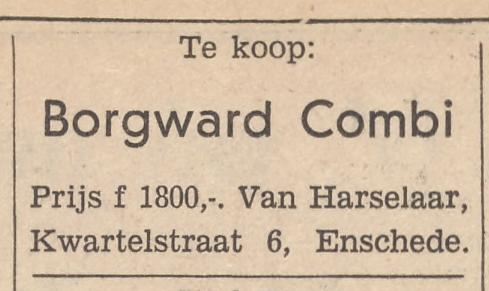 Te koop:
Borgward Combi
Prijs f 1800,-. Van Harselaar,
Kwartelstraat 6, Enschede.